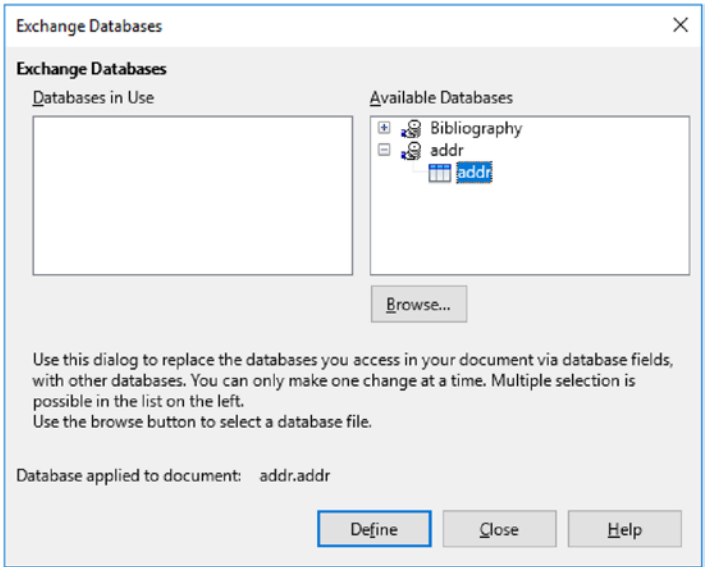 Exchange Databases
Exchange Databases
Databases in Use
Available Databases
Bibliography
addr
addr
Browse...
Use this dialog to replace the databases you access in your document via database fields,
with other databases. You can only make one change at a time. Multiple selection is
possible in the list on the left.
Use the browse button to select a database file.
Database applied to document: addr.addr
Define Close Help